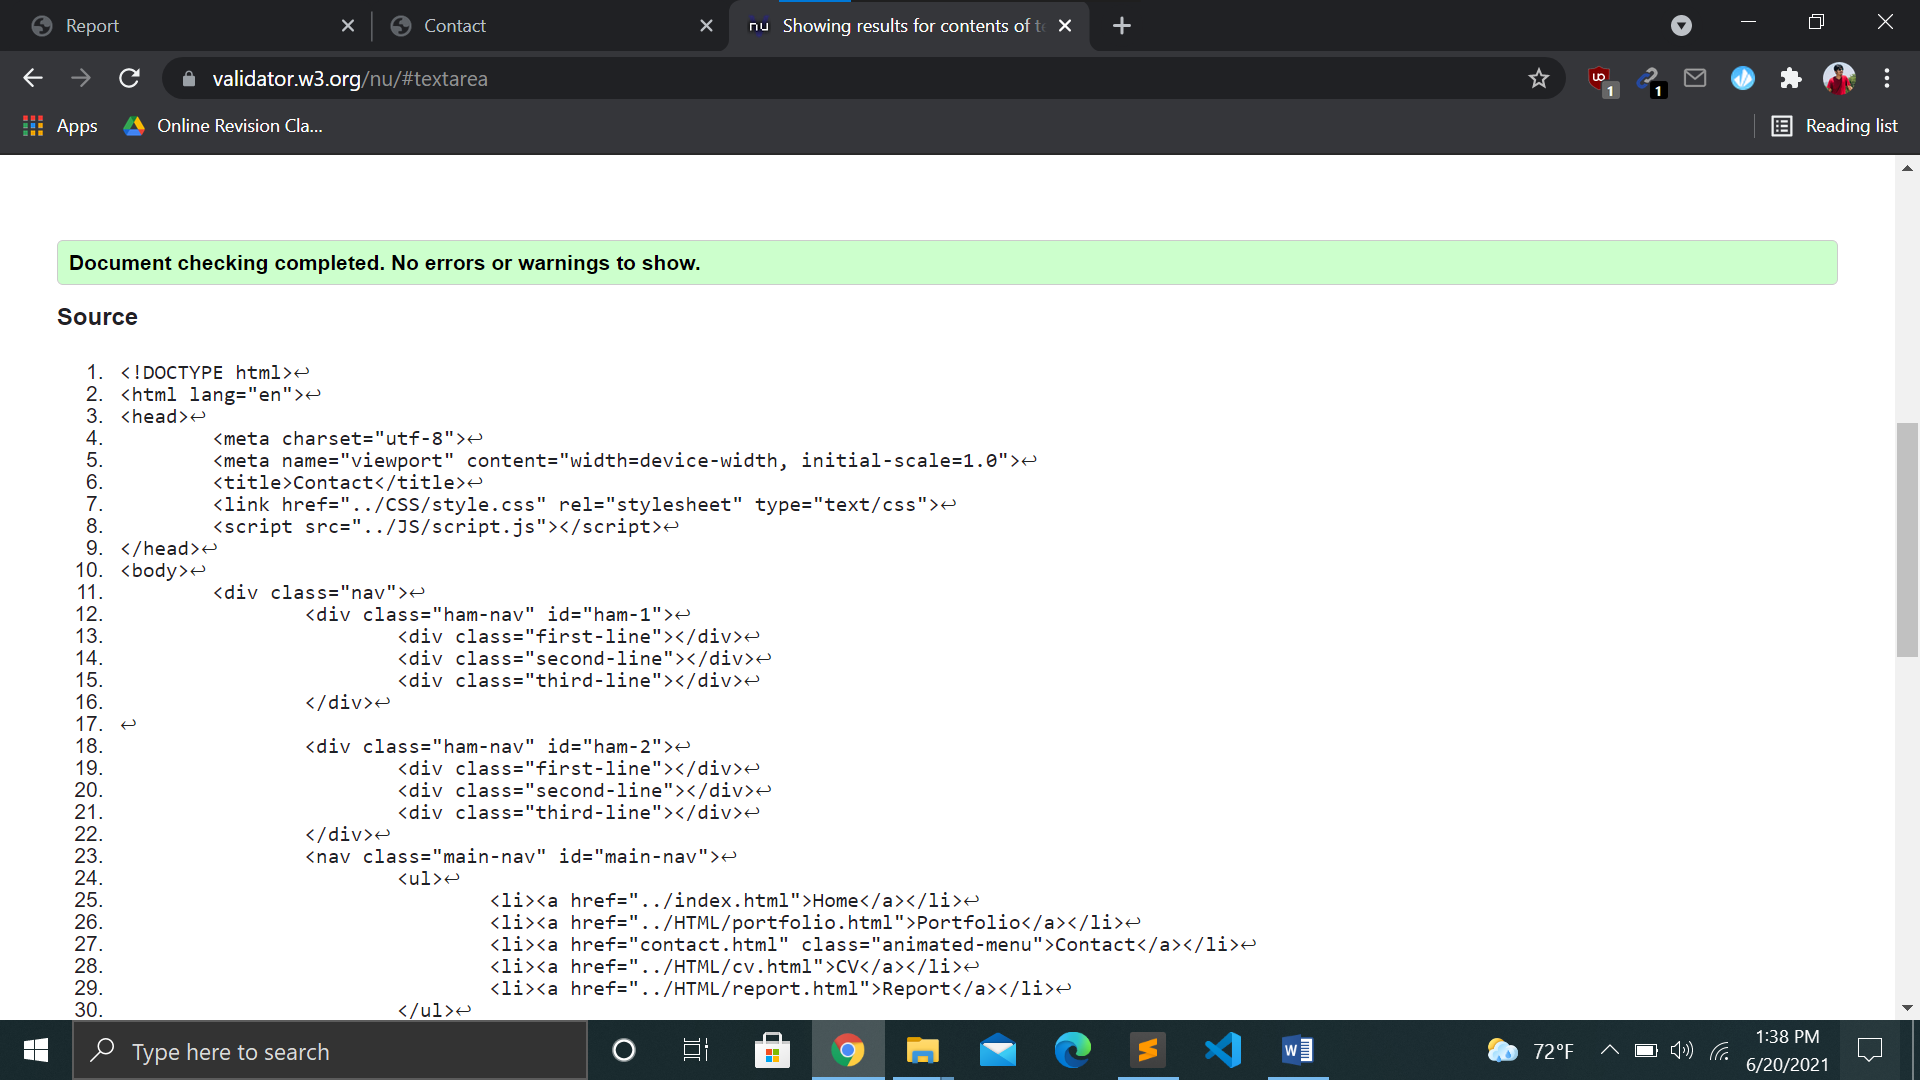 Report
Contact
nu Showing results for contents of te
validator.w3.org/nu/#textarea
1
1
Apps
Online Revision Cla...
Reading list
Document checking completed. No errors or warnings to show.
Source
1. <!DOCTYPE html>↩
2. <html lang="en">↩
3. <head>↩
4. <meta charset="utf-8">↩
5. <meta name="viewport" content="width=device-width, initial-scale=1.0">↩
6. <title>Contact</title>↩
7. <link href="../CSS/style.css" rel="stylesheet" type="text/css">↩
8. <script src="../JS/script.js"></script>↩
9. </head>↩
10. <body>↩
11. <div class="nav">↩
12. <div class="ham-nav" id="ham-1">↩
13. <div class="first-line"></div>↩
14. <div class="second-line"></div>↩
15. <div class="third-line"></div>↩
16. </div>↩
17. ↩
18. <div class="ham-nav" id="ham-2">↩
19. <div class="first-line"></div>↩
20. <div class="second-line"></div>↩
21. <div class="third-line"></div>↩
22. </div>↩
23. <nav class="main-nav" id="main-nav">↩
24. <ul>↩
25. <li><a href="../index.html">Home</a></li>↩
26. <li><a href="../HTML/portfolio.html">Portfolio</a></li>↩
27. <li><a href="contact.html" class="animated-menu">Contact</a></li>↩
28. <li><a href="../HTML/cv.html">CV</a></li>↩
29. <li><a href="../HTML/report.html">Report</a></li>↩
30. </ul>↩
Type here to search
72°F
1:38 PM
6/20/2021